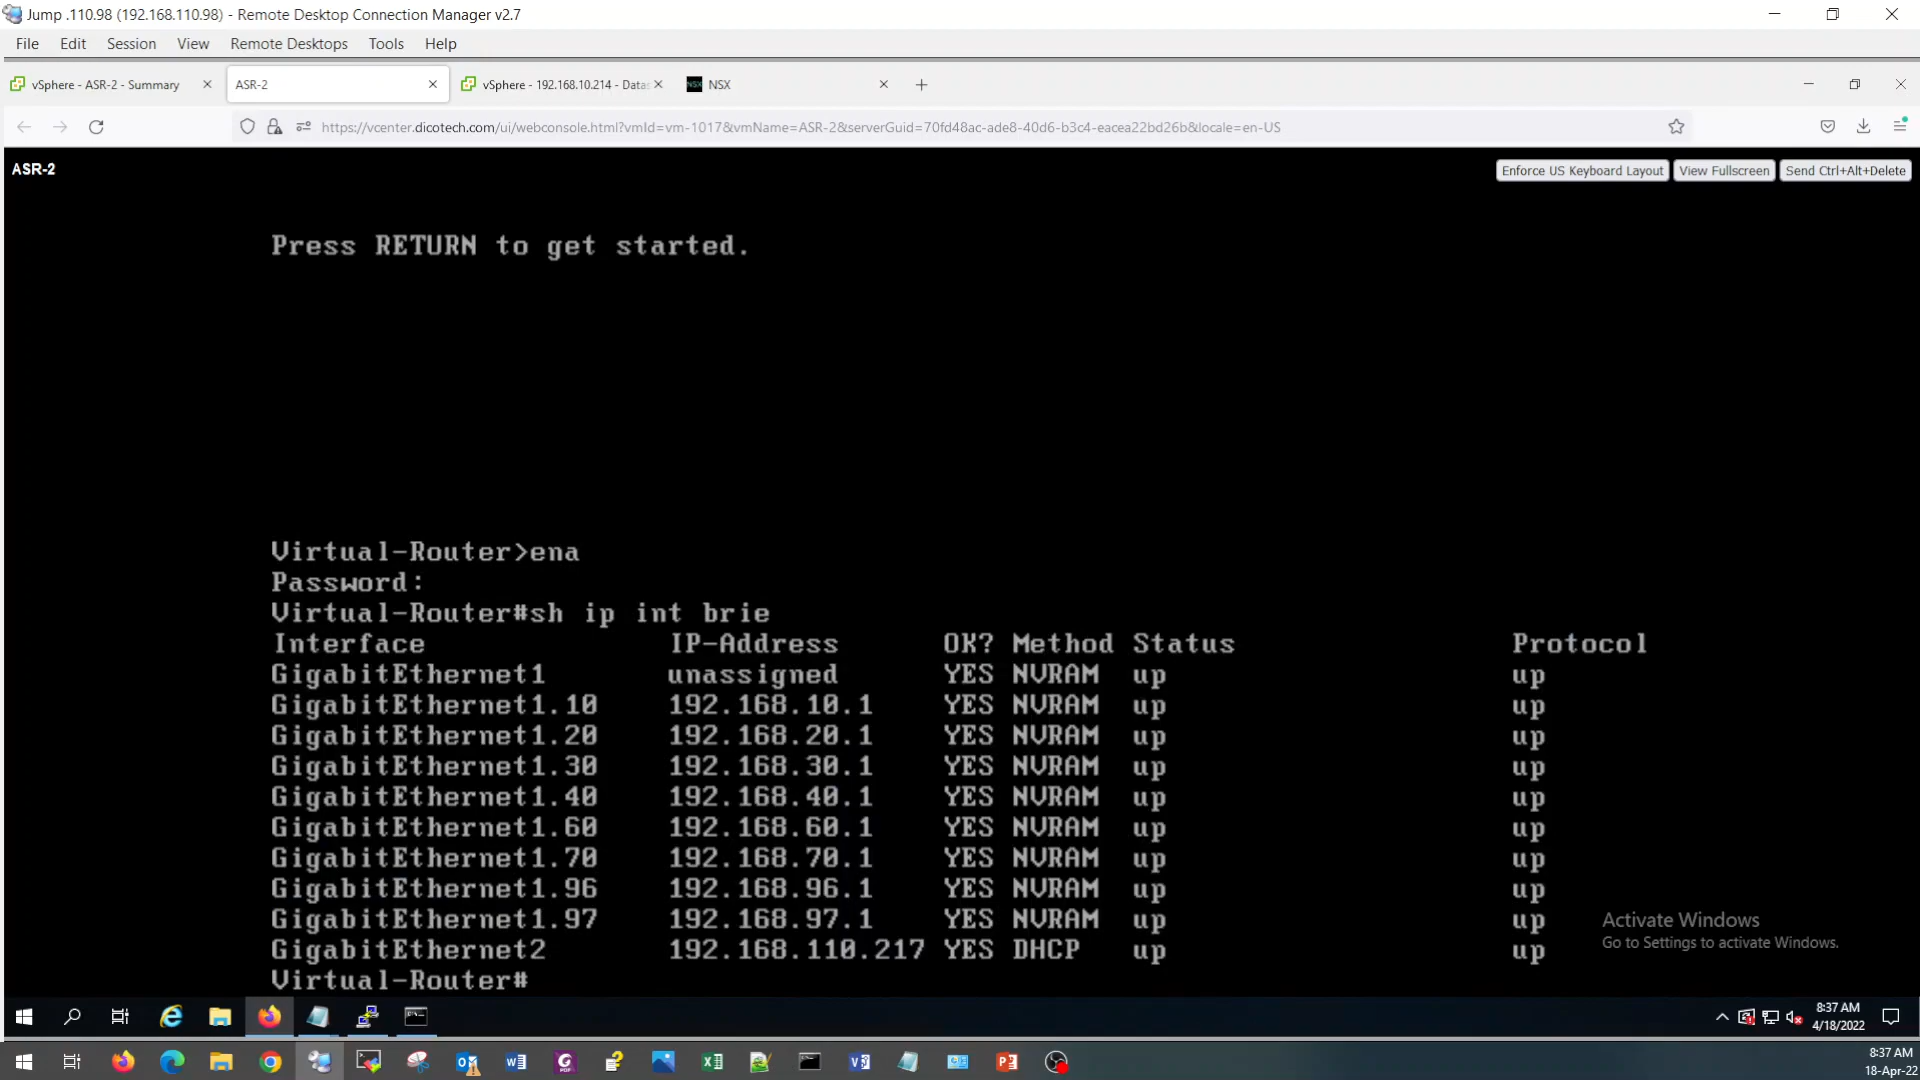 Jump .110.98 (192.168.110.98) - Remote Desktop Connection Manager v2.7
File Edit Session View Remote Desktops Tools Help
vSphere - ASR-2 - Summary ASR-2 vSphere - 192.168.10.214 - Datas NSX
https://vcenter.dicotech.com/ui/webconsole.html?vmId=vm-1017&vmName=ASR-2&serverGuid=70fd48ac-ade8-40d6-b3c4-eacea22bd26b&locale=en-US
ASR-2 Enforce US Keyboard Layout View Fullscreen Send Ctrl+Alt+Delete
Press RETURN to get started.
Virtual-Router>ena
Password:
Virtual-Router#sh ip int brie
Interface IP-Address OK? Method Status Protocol
GigabitEthernet1 unassigned YES NVRAM up up
GigabitEthernet1.10 192.168.10.1 YES NVRAM up up
GigabitEthernet1.20 192.168.20.1 YES NVRAM up up
GigabitEthernet1.30 192.168.30.1 YES NVRAM up up
GigabitEthernet1.40 192.168.40.1 YES NVRAM up up
GigabitEthernet1.60 192.168.60.1 YES NVRAM up up
GigabitEthernet1.70 192.168.70.1 YES NVRAM up up
GigabitEthernet1.96 192.168.96.1 YES NVRAM up up
GigabitEthernet1.97 192.168.97.1 YES NVRAM up up
GigabitEthernet2 192.168.110.217 YES DHCP up up
Virtual-Router#
Activate Windows
Go to Settings to activate Windows.
8:37 AM
4/18/2022
8:37 AM
18-Apr-22